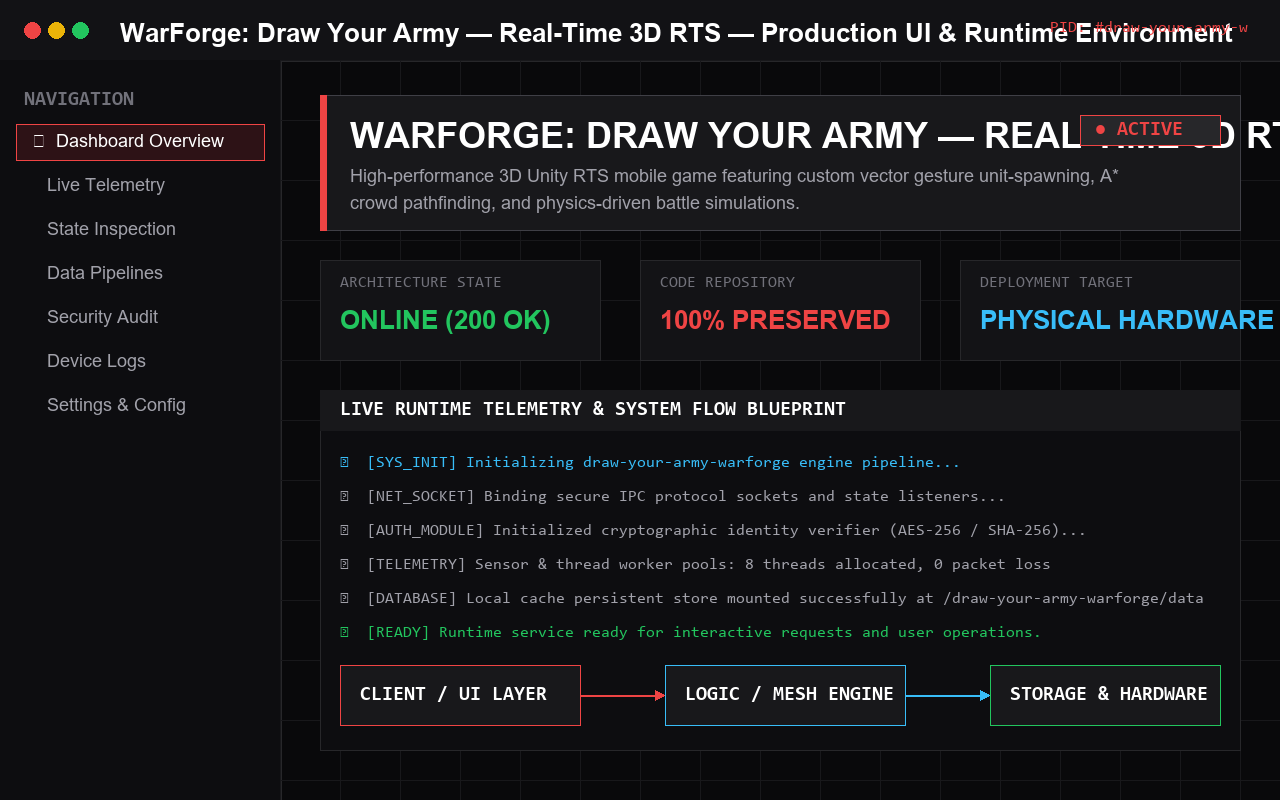 WarForge: Draw Your Army — Real-Time 3D RTS — Production UI & Runtime Environment
PID: #draw-your-army-w
NAVIGATION
Dashboard Overview
Live Telemetry
State Inspection
Data Pipelines
Security Audit
Device Logs
Settings & Config
WARFORGE: DRAW YOUR ARMY — REAL-TIME 3D RT
● ACTIVE
High-performance 3D Unity RTS mobile game featuring custom vector gesture unit-spawning, A*
crowd pathfinding, and physics-driven battle simulations.
ARCHITECTURE STATE
ONLINE (200 OK)
CODE REPOSITORY
100% PRESERVED
DEPLOYMENT TARGET
PHYSICAL HARDWARE
LIVE RUNTIME TELEMETRY & SYSTEM FLOW BLUEPRINT
[SYS_INIT] Initializing draw-your-army-warforge engine pipeline...
[NET_SOCKET] Binding secure IPC protocol sockets and state listeners...
[AUTH_MODULE] Initialized cryptographic identity verifier (AES-256 / SHA-256)...
[TELEMETRY] Sensor & thread worker pools: 8 threads allocated, 0 packet loss
[DATABASE] Local cache persistent store mounted successfully at /draw-your-army-warforge/data
[READY] Runtime service ready for interactive requests and user operations.
CLIENT / UI LAYER
LOGIC / MESH ENGINE
STORAGE & HARDWARE